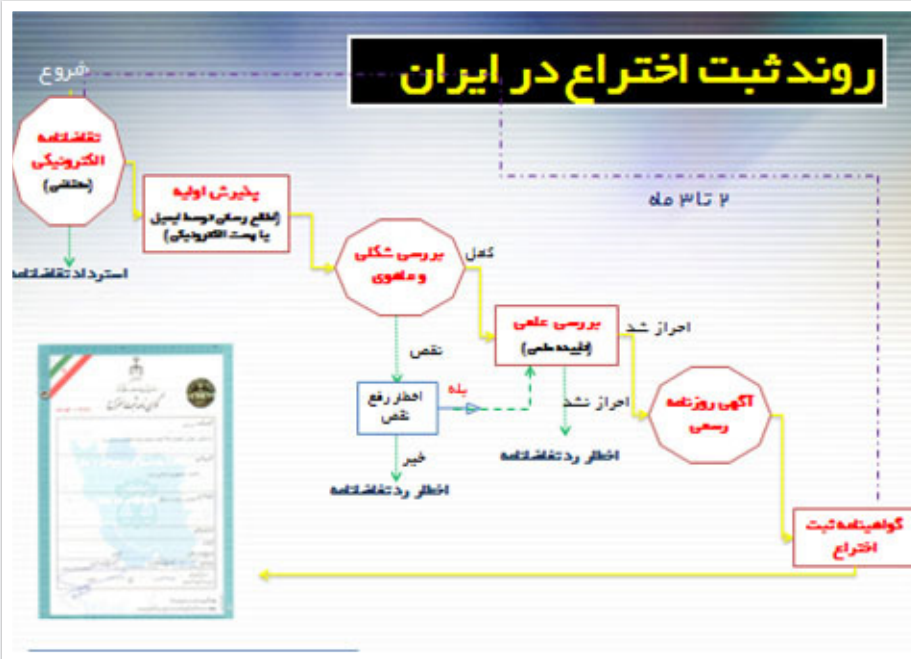 روند ثبت اختراع در ایران
شروع
تقاضانامه
الکترونیکی
(متقاضی)
استرداد تقاضانامه
پذیرش اولیه
(اطلاع رسانی توسط ایمیل
یا پست الکترونیکی)
۲ تا ۳ ماه
بررسی شکلی
و ماهوی
کامل
نقص
اخطار رفع
نقص
بله
خیر
اخطار رد تقاضانامه
بررسی علمی
(تاییده علمی)
احراز شد
احراز نشد
اخطار رد تقاضانامه
آگهی روزنامه
رسمی
گواهینامه ثبت
اختراع